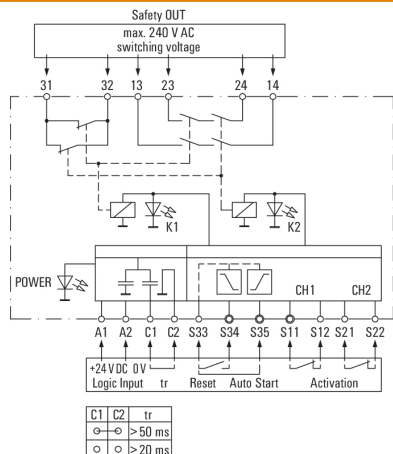 Safety OUT
max. 240 V AC
switching voltage
31 32 13 23 24 14
K1 K2
POWER
CH1 CH2
A1 A2 C1 C2 S33 S34 S35 S11 S12 S21 S22
+24 V DC 0 V
Logic Input tr Reset Auto Start Activation
C1 C2 tr
>50 ms
>20 ms